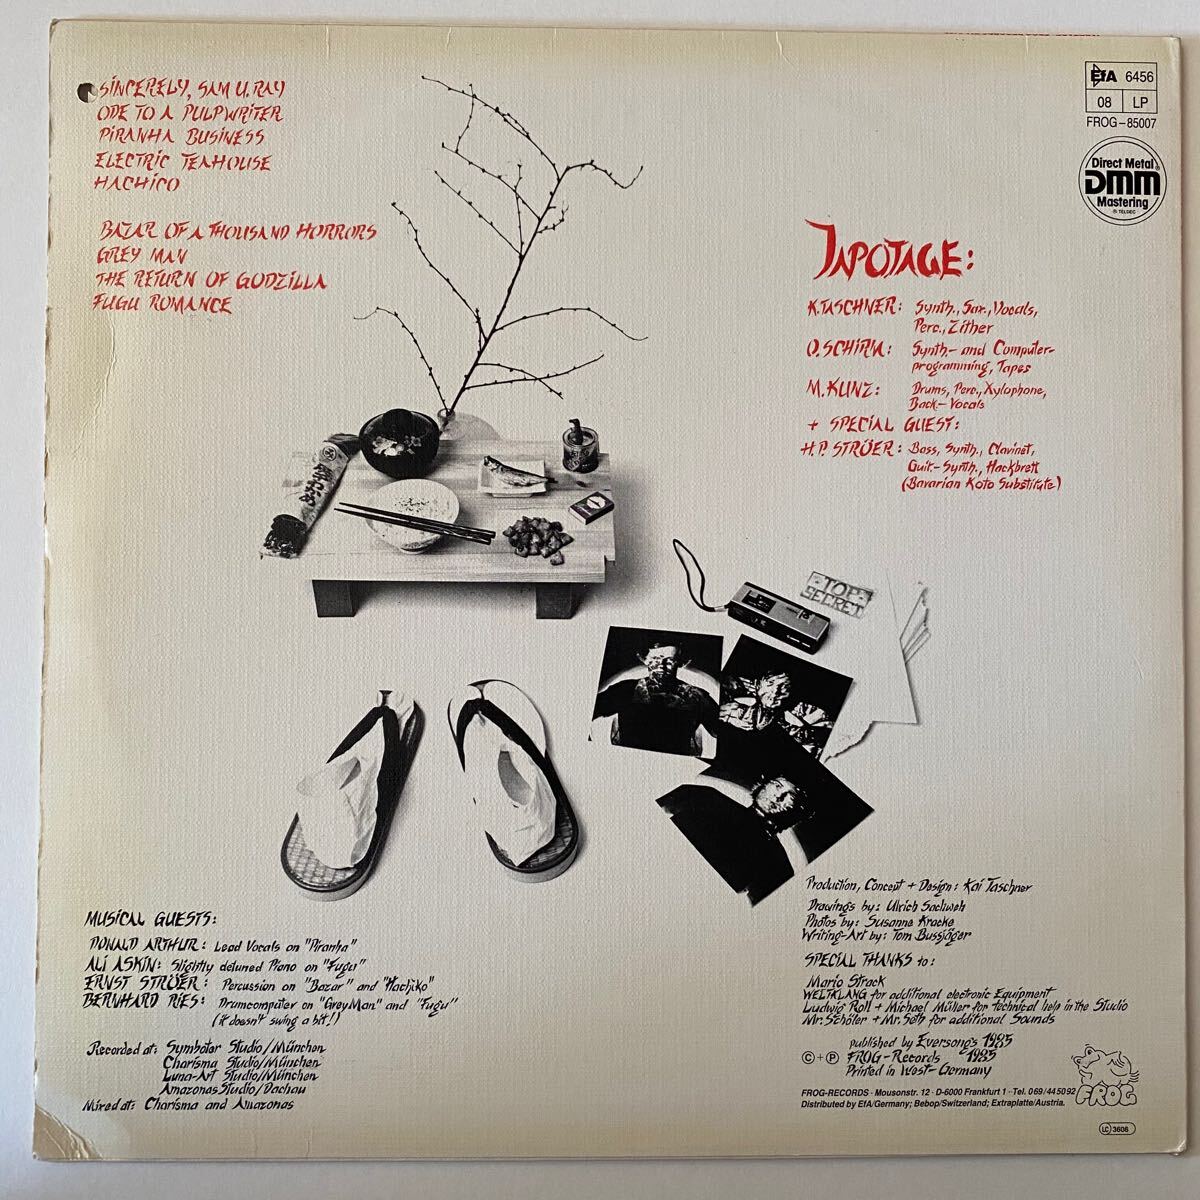 SINCERELY, SAM U. RAY
ODE TO A PULPWRITER
PIRANHA BUSINESS
ELECTRIC TEAHOUSE
HACHICO
BAZAR OF A THOUSAND HORRORS
GREY MAN
THE RETURN OF GODZILLA
FUGU ROMANCE
EfA 6456
08 LP
FROG-85007
Direct Metal
DMM
Mastering
® TELDEC
JAPOTAGE:
K.TASCHNER: Synth., Sax., Vocals,
Perc., Zither
O.SCHIRM: Synth.- and Computer-
programming, Tapes
M.KUNZ: Drums, Perc., Xylophone,
Back.-Vocals
+ SPECIAL GUEST:
H.P. STRÖER: Bass, Synth., Clavinet,
Guit.-Synth., Hackbrett
(Bavarian Koto Substitute)
TOP
SECRET
MUSICAL GUESTS:
DONALD ARTHUR: Lead Vocals on "Piranha"
ALI ASKIN: Slightly detuned Piano on "Fugu"
ERNST STRÖER: Percussion on "Bazar" and "Hachiko"
BERNHARD RIES: Drumcomputer on "Grey Man" and "Fugu"
(it doesn't swing a bit!)
Recorded at: Symboter Studio/München
Charisma Studio/München
Luna-Art Studio/München
Amazonas Studio/Dachau
Mixed at: Charisma and Amazonas
Production, Concept + Design: Kai Taschner
Drawings by: Ulrich Sachweh
Photos by: Susanne Kracke
Writing-Art by: Tom Bussjäger
SPECIAL THANKS to:
Mario Strack
WELTKLANG for additional electronic Equipment
Ludwig Roll + Michael Müller for technical help in the Studio
Mr. Schöler + Mr. Seth for additional Sounds
published by Eversongs 1985
©+℗ FROG-Records 1985
Printed in West-Germany
FROG-RECORDS · Mousonstr. 12 · D-6000 Frankfurt 1 · Tel. 069/445092
Distributed by EfA/Germany; Bebop/Switzerland; Extraplatte/Austria.
FROG
LC 3606